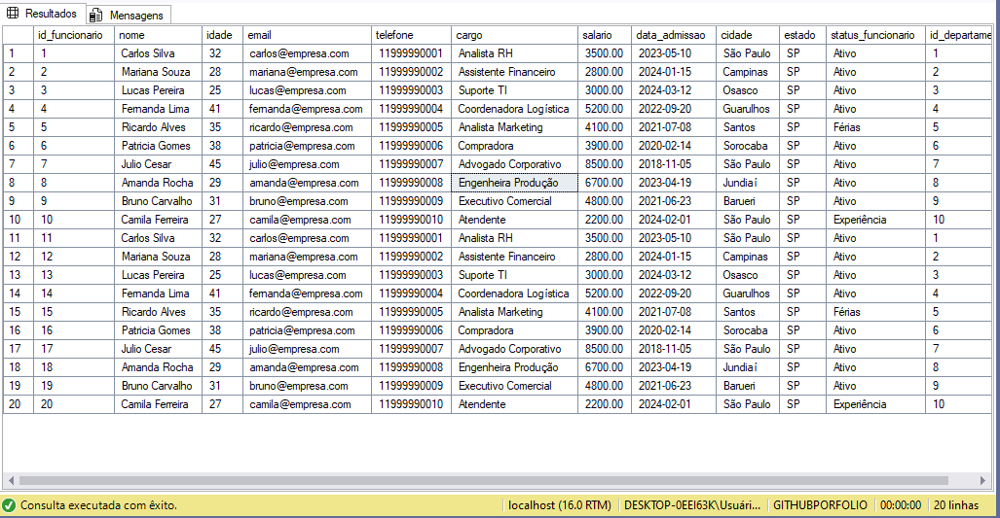 Resultados Mensagens
id_funcionario nome idade email telefone cargo salario data_admissao cidade estado status_funcionario id_departame
1 1 Carlos Silva 32 carlos@empresa.com 11999990001 Analista RH 3500.00 2023-05-10 São Paulo SP Ativo 1
2 2 Mariana Souza 28 mariana@empresa.com 11999990002 Assistente Financeiro 2800.00 2024-01-15 Campinas SP Ativo 2
3 3 Lucas Pereira 25 lucas@empresa.com 11999990003 Suporte TI 3000.00 2024-03-12 Osasco SP Ativo 3
4 4 Fernanda Lima 41 fernanda@empresa.com 11999990004 Coordenadora Logística 5200.00 2022-09-20 Guarulhos SP Ativo 4
5 5 Ricardo Alves 35 ricardo@empresa.com 11999990005 Analista Marketing 4100.00 2021-07-08 Santos SP Férias 5
6 6 Patricia Gomes 38 patricia@empresa.com 11999990006 Compradora 3900.00 2020-02-14 Sorocaba SP Ativo 6
7 7 Julio Cesar 45 julio@empresa.com 11999990007 Advogado Corporativo 8500.00 2018-11-05 São Paulo SP Ativo 7
8 8 Amanda Rocha 29 amanda@empresa.com 11999990008 Engenheira Produção 6700.00 2023-04-19 Jundiaí SP Ativo 8
9 9 Bruno Carvalho 31 bruno@empresa.com 11999990009 Executivo Comercial 4800.00 2021-06-23 Barueri SP Ativo 9
10 10 Camila Ferreira 27 camila@empresa.com 11999990010 Atendente 2200.00 2024-02-01 São Paulo SP Experiência 10
11 11 Carlos Silva 32 carlos@empresa.com 11999990001 Analista RH 3500.00 2023-05-10 São Paulo SP Ativo 1
12 12 Mariana Souza 28 mariana@empresa.com 11999990002 Assistente Financeiro 2800.00 2024-01-15 Campinas SP Ativo 2
13 13 Lucas Pereira 25 lucas@empresa.com 11999990003 Suporte TI 3000.00 2024-03-12 Osasco SP Ativo 3
14 14 Fernanda Lima 41 fernanda@empresa.com 11999990004 Coordenadora Logística 5200.00 2022-09-20 Guarulhos SP Ativo 4
15 15 Ricardo Alves 35 ricardo@empresa.com 11999990005 Analista Marketing 4100.00 2021-07-08 Santos SP Férias 5
16 16 Patricia Gomes 38 patricia@empresa.com 11999990006 Compradora 3900.00 2020-02-14 Sorocaba SP Ativo 6
17 17 Julio Cesar 45 julio@empresa.com 11999990007 Advogado Corporativo 8500.00 2018-11-05 São Paulo SP Ativo 7
18 18 Amanda Rocha 29 amanda@empresa.com 11999990008 Engenheira Produção 6700.00 2023-04-19 Jundiaí SP Ativo 8
19 19 Bruno Carvalho 31 bruno@empresa.com 11999990009 Executivo Comercial 4800.00 2021-06-23 Barueri SP Ativo 9
20 20 Camila Ferreira 27 camila@empresa.com 11999990010 Atendente 2200.00 2024-02-01 São Paulo SP Experiência 10
Consulta executada com êxito. localhost (16.0 RTM) DESKTOP-0EEI63K\Usuári... GITHUBPORFOLIO 00:00:00 20 linhas